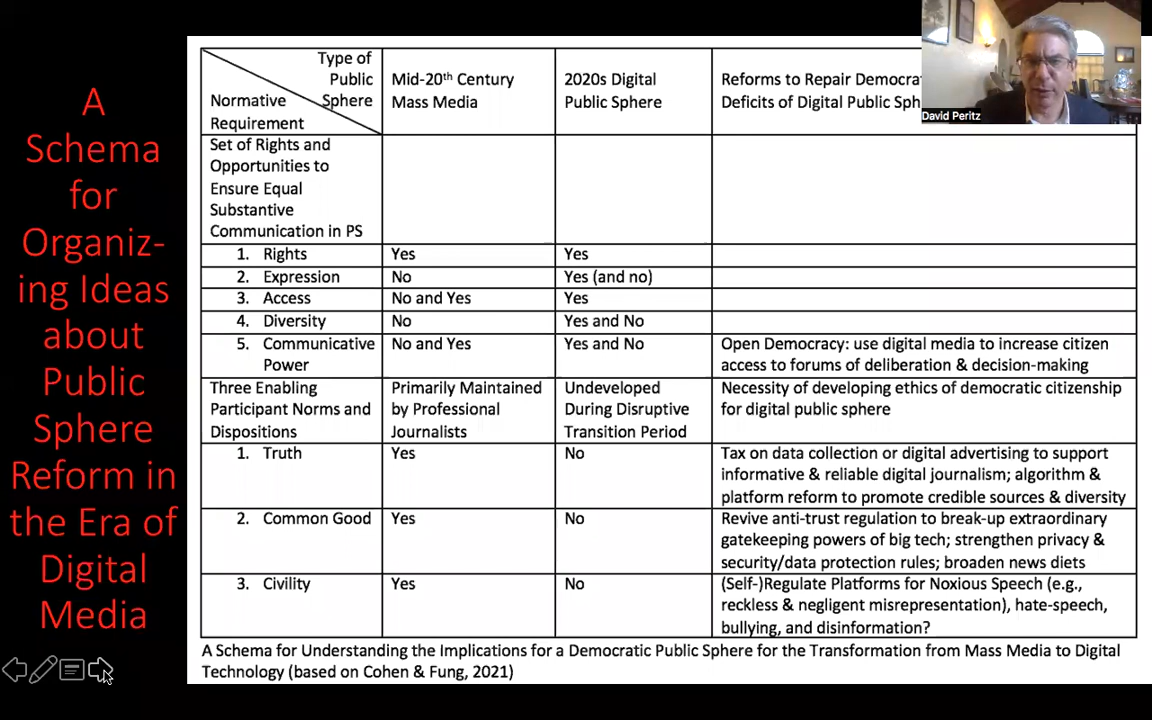 A
Schema
for
Organiz-
ing Ideas
about
Public
Sphere
Reform in
the Era of
Digital
Media
Type of
Public
Sphere
Normative
Requirement
Mid-20th Century
Mass Media
2020s Digital
Public Sphere
Reforms to Repair Democra
Deficits of Digital Public Sph
David Peritz
Set of Rights and
Opportunities to
Ensure Equal
Substantive
Communication in PS
1. Rights
Yes
Yes
2. Expression
No
Yes (and no)
3. Access
No and Yes
Yes
4. Diversity
No
Yes and No
5. Communicative
Power
No and Yes
Yes and No
Open Democracy: use digital media to increase citizen
access to forums of deliberation & decision-making
Three Enabling
Participant Norms and
Dispositions
Primarily Maintained
by Professional
Journalists
Undeveloped
During Disruptive
Transition Period
Necessity of developing ethics of democratic citizenship
for digital public sphere
1. Truth
Yes
No
Tax on data collection or digital advertising to support
informative & reliable digital journalism; algorithm &
platform reform to promote credible sources & diversity
2. Common Good
Yes
No
Revive anti-trust regulation to break-up extraordinary
gatekeeping powers of big tech; strengthen privacy &
security/data protection rules; broaden news diets
3. Civility
Yes
No
(Self-)Regulate Platforms for Noxious Speech (e.g.,
reckless & negligent misrepresentation), hate-speech,
bullying, and disinformation?
A Schema for Understanding the Implications for a Democratic Public Sphere for the Transformation from Mass Media to Digital
Technology (based on Cohen & Fung, 2021)